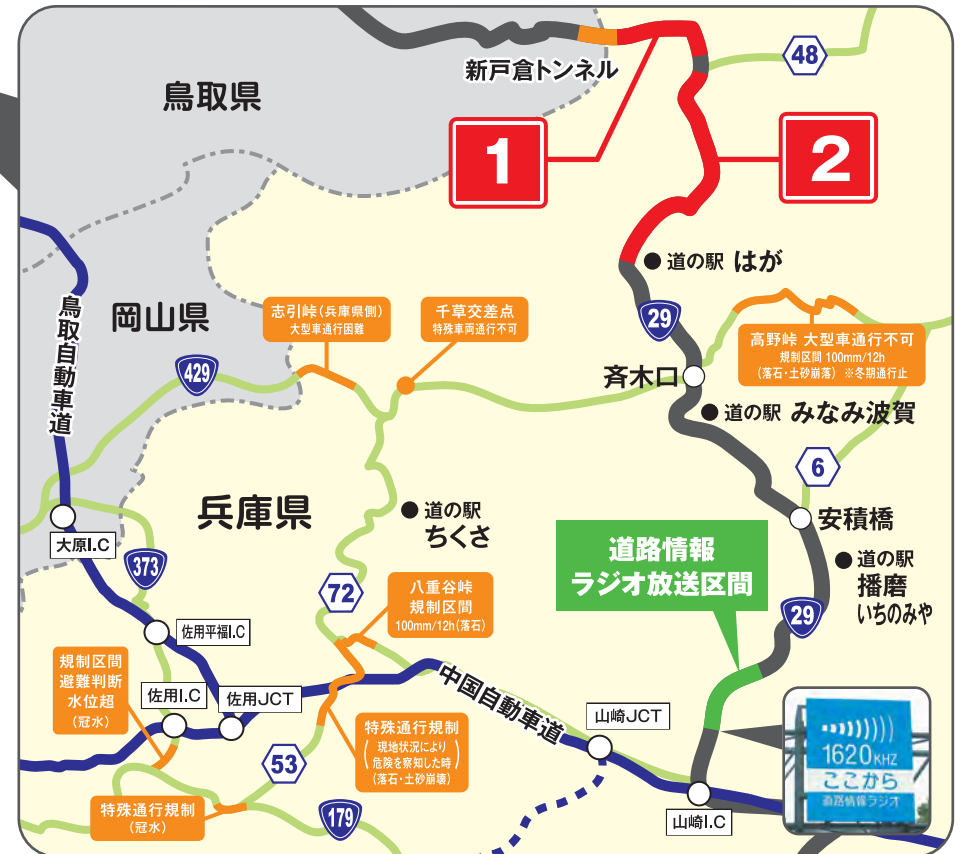 新戸倉トンネル
48
鳥取県
1
2
道の駅 はが
岡山県
志引峠(兵庫県側)
大型車通行困難
千草交差点
特殊車両通行不可
29
高野峠 大型車通行不可
規制区間 100mm/12h
(落石・土砂崩落) ※冬期通行止
鳥取自動車道
429
斉木口
道の駅 みなみ波賀
6
兵庫県
道の駅
ちくさ
安積橋
大原I.C
道路情報
ラジオ放送区間
道の駅
播磨
いちのみや
373
72
八重谷峠
規制区間
100mm/12h(落石)
29
佐用平福I.C
規制区間
避難判断
水位超
(冠水)
佐用I.C
佐用JCT
中国自動車道
山崎JCT
特殊通行規制
(現地状況により
危険を察知した時)
(落石・土砂崩壊)
53
1620KHZ
ここから
道路情報ラジオ
特殊通行規制
(冠水)
179
山崎I.C